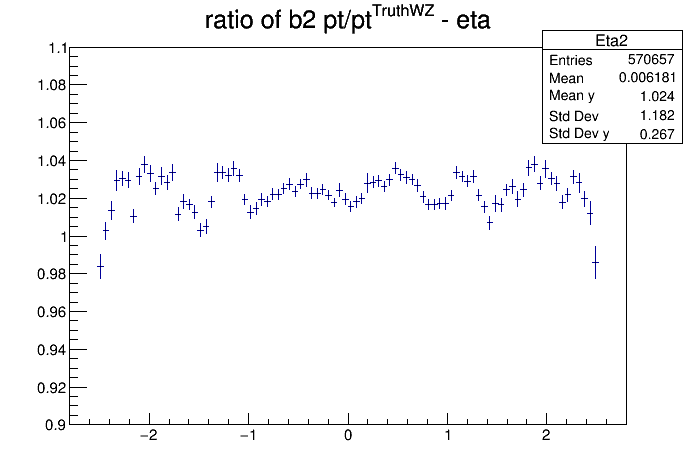 ratio of b2 pt/pt^TruthWZ - eta
Eta2
Entries 570657
Mean 0.006181
Mean y 1.024
Std Dev 1.182
Std Dev y 0.267
1.1
1.08
1.06
1.04
1.02
1
0.98
0.96
0.94
0.92
0.9
−2 −1 0 1 2